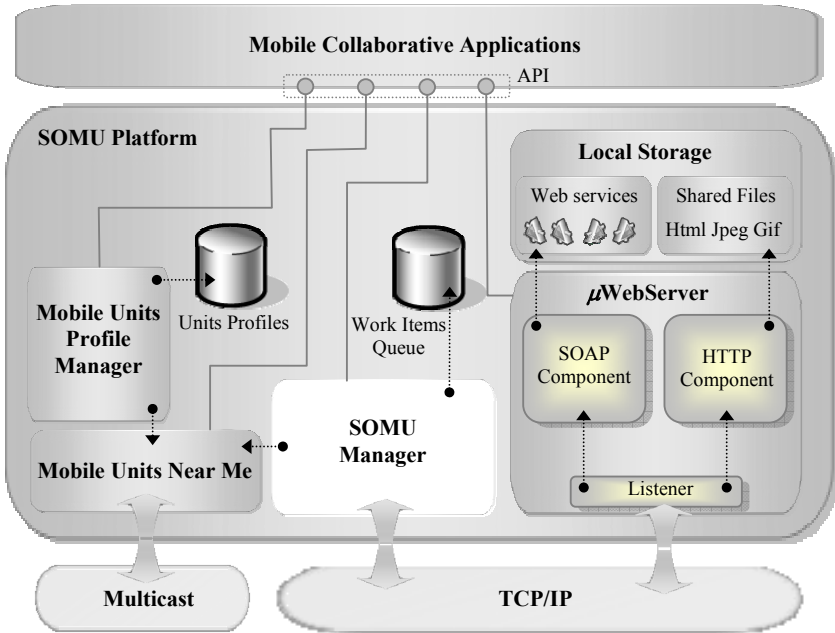 Mobile Collaborative Applications
API
SOMU Platform
Local Storage
Web services
Shared Files
Html Jpeg Gif
Units Profiles
Work Items
Queue
µWebServer
Mobile Units
Profile
Manager
SOAP
Component
HTTP
Component
SOMU
Manager
Mobile Units Near Me
Listener
Multicast
TCP/IP